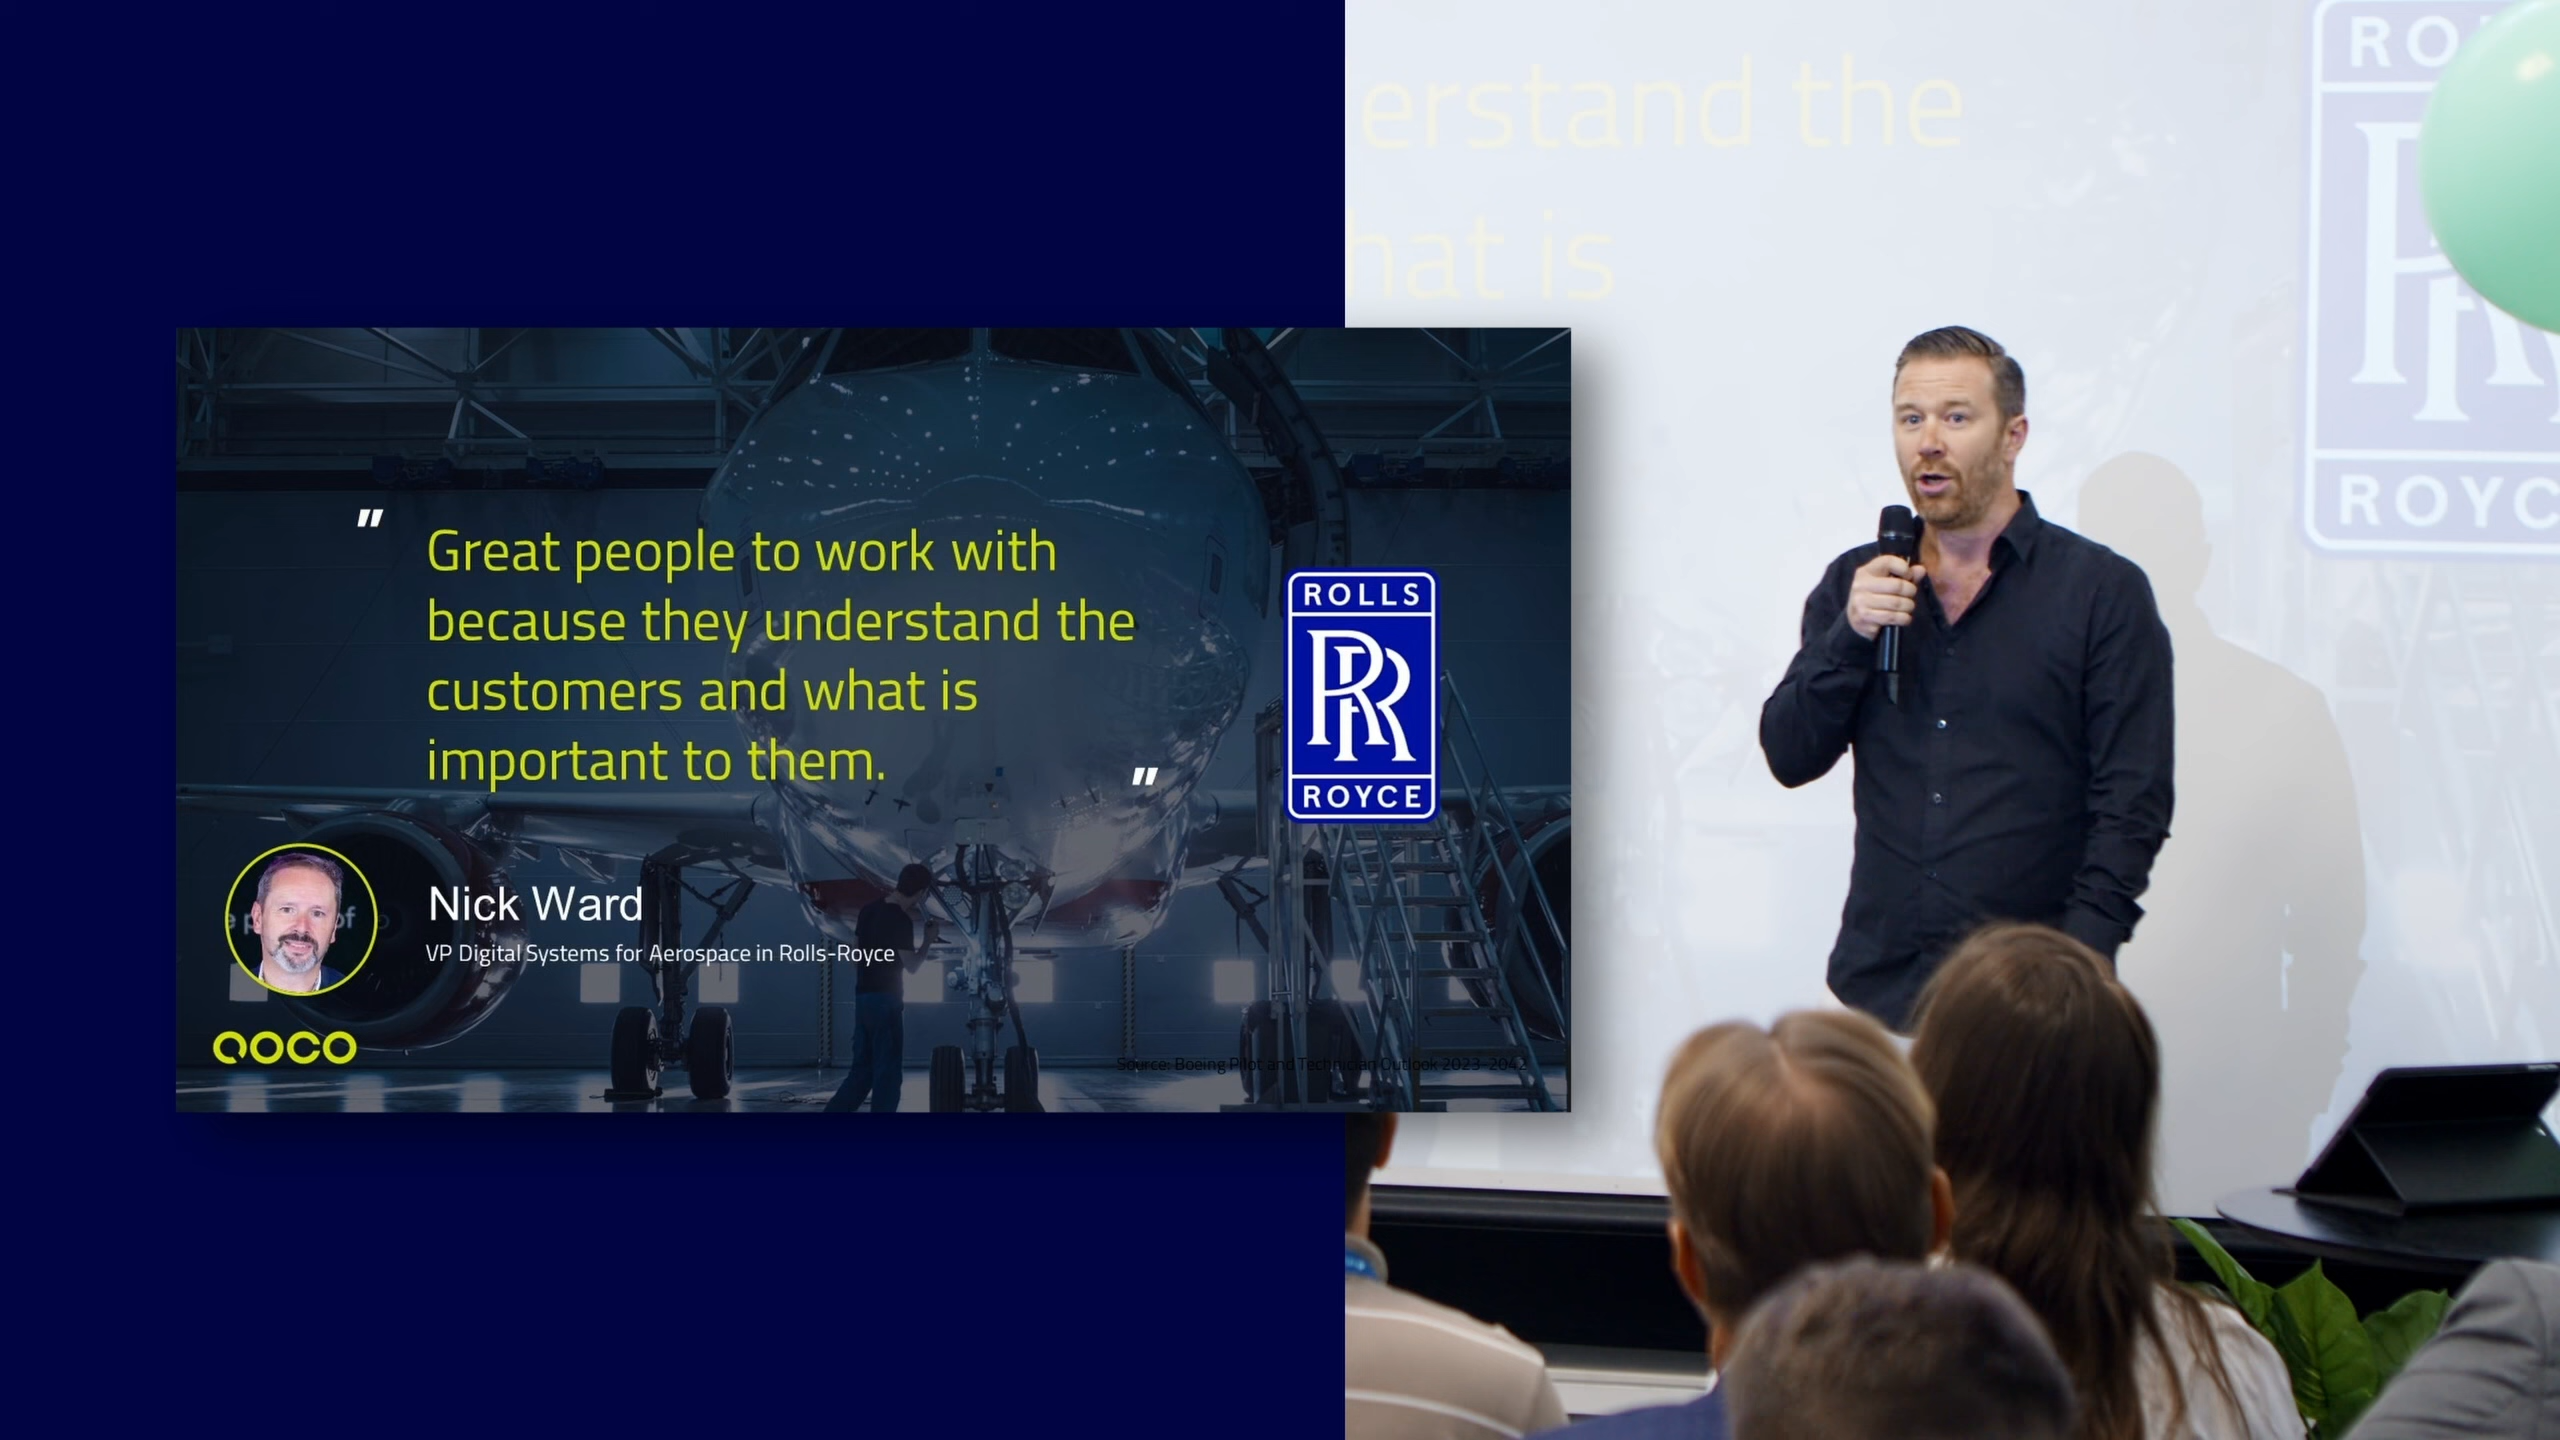 "
Great people to work with
because they understand the
customers and what is
important to them.
"
ROLLS
RR
ROYCE
e p of
Nick Ward
VP Digital Systems for Aerospace in Rolls-Royce
QOCO
Source: Boeing Pilot and Technician Outlook 2023-2042
erstand the
hat is
RO
R
ROYC